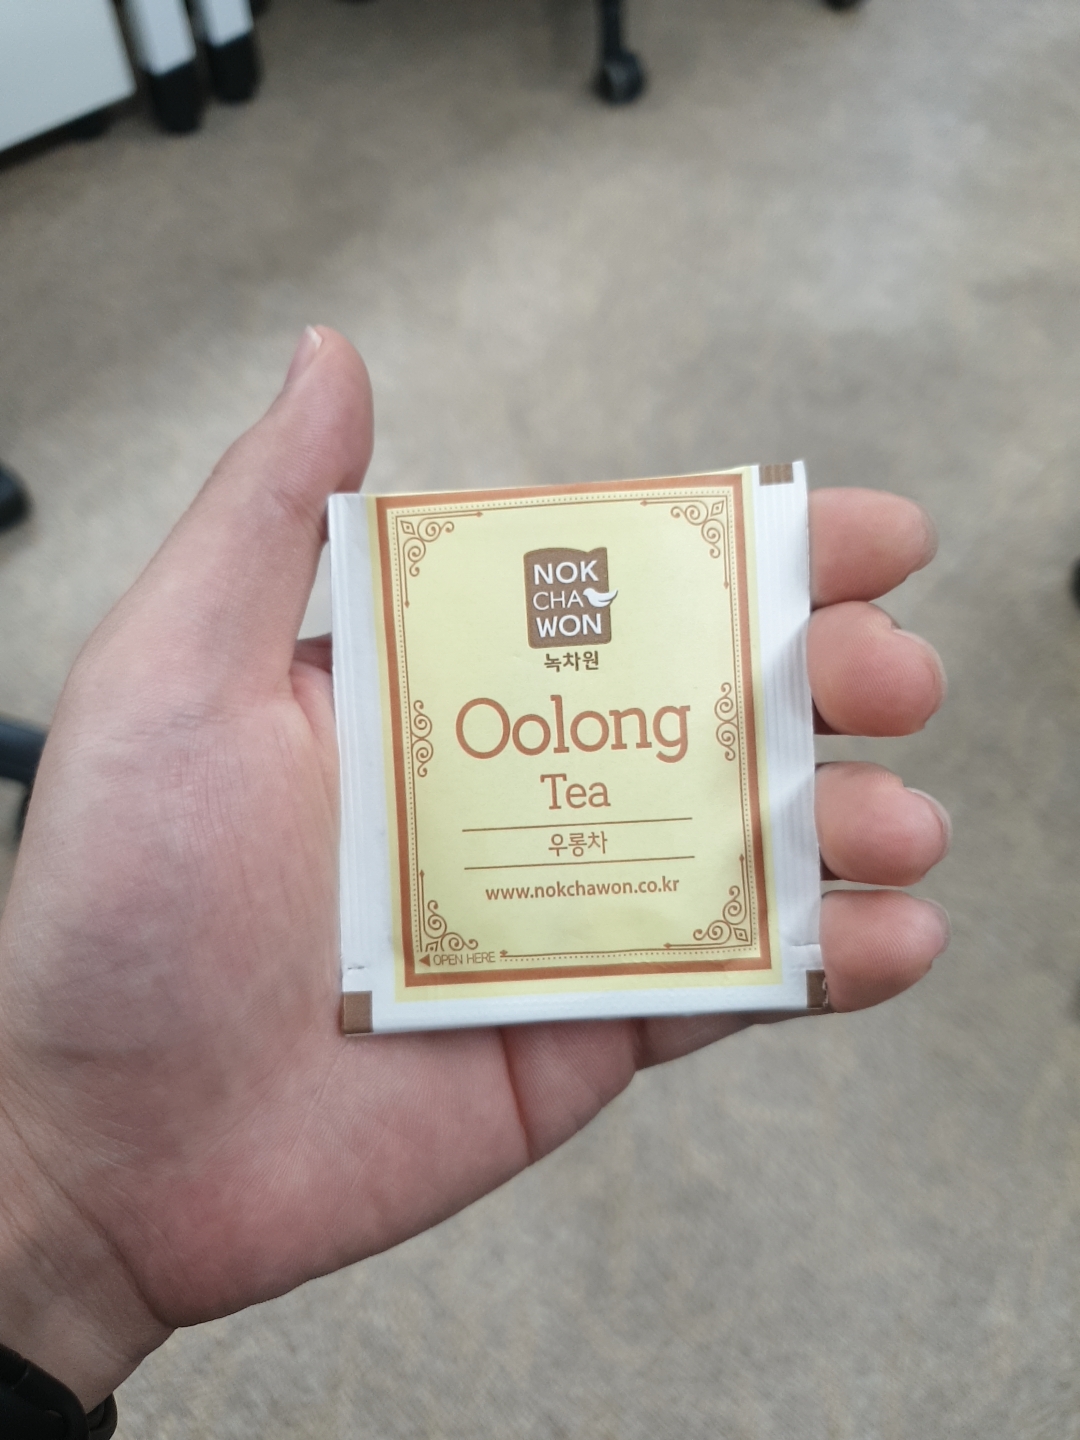 NOK
CHA
WON
녹차원
Oolong
Tea
우롱차
www.nokchawon.co.kr
◀ OPEN HERE